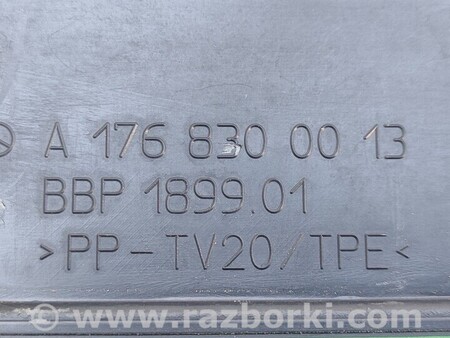 A 176 830 00 13
BBP 1899.01
>PP-TV20/TPE<
www.razborki.com